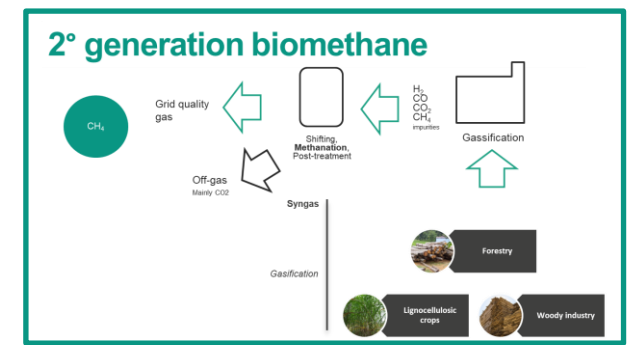 2° generation biomethane
CH₄
Grid quality
gas
Shifting,
Methanation,
Post-treatment
H₂
CO
CO₂
CH₄
impurities
Gassification
Off-gas
Mainly CO2
Syngas
Gasification
Forestry
Lignocellulosic
crops
Woody industry